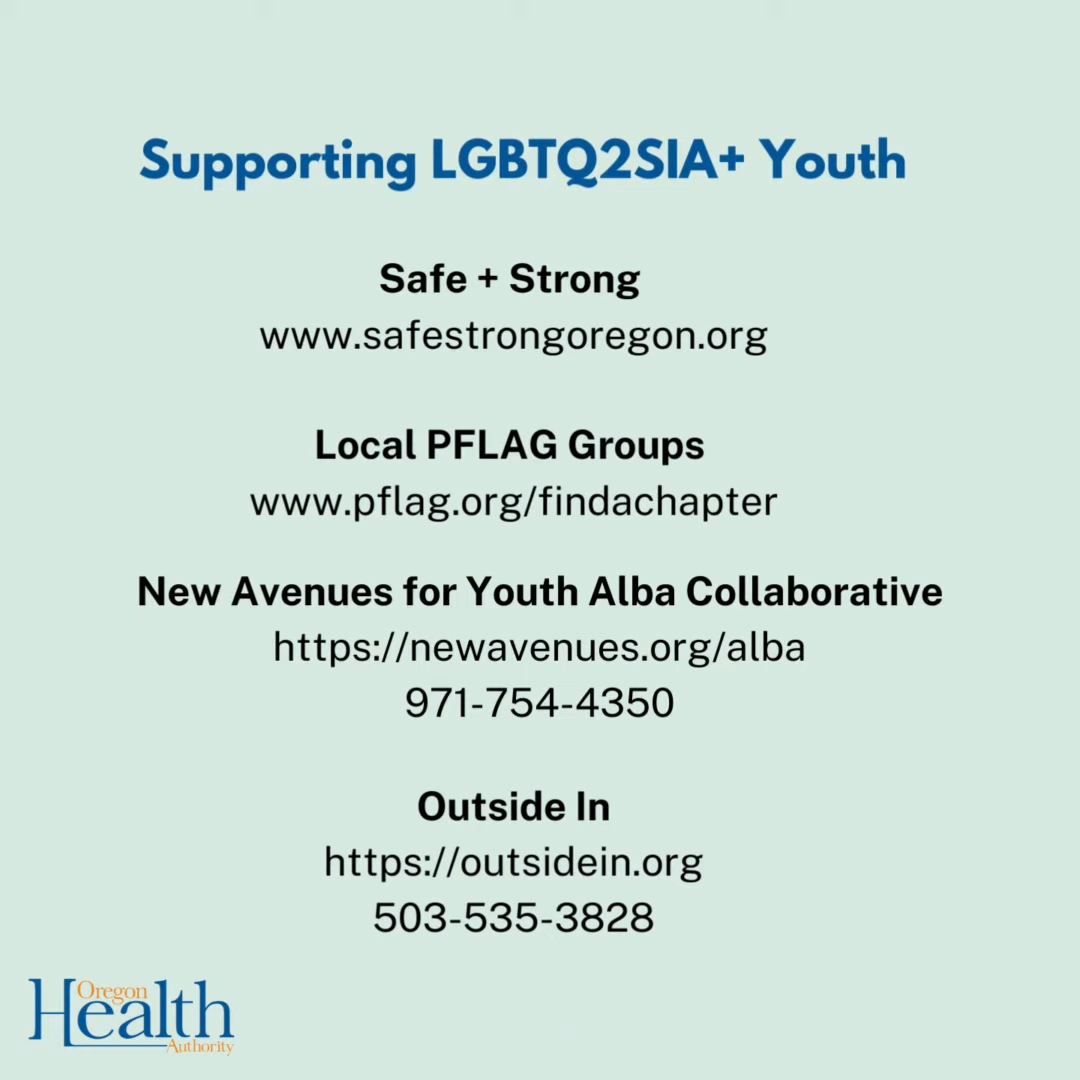 Supporting LGBTQ2SIA+ Youth
Safe + Strong
www.safestrongoregon.org
Local PFLAG Groups
www.pflag.org/findachapter
New Avenues for Youth Alba Collaborative
https://newavenues.org/alba
971-754-4350
Outside In
https://outsidein.org
503-535-3828
Oregon
Health
Authority